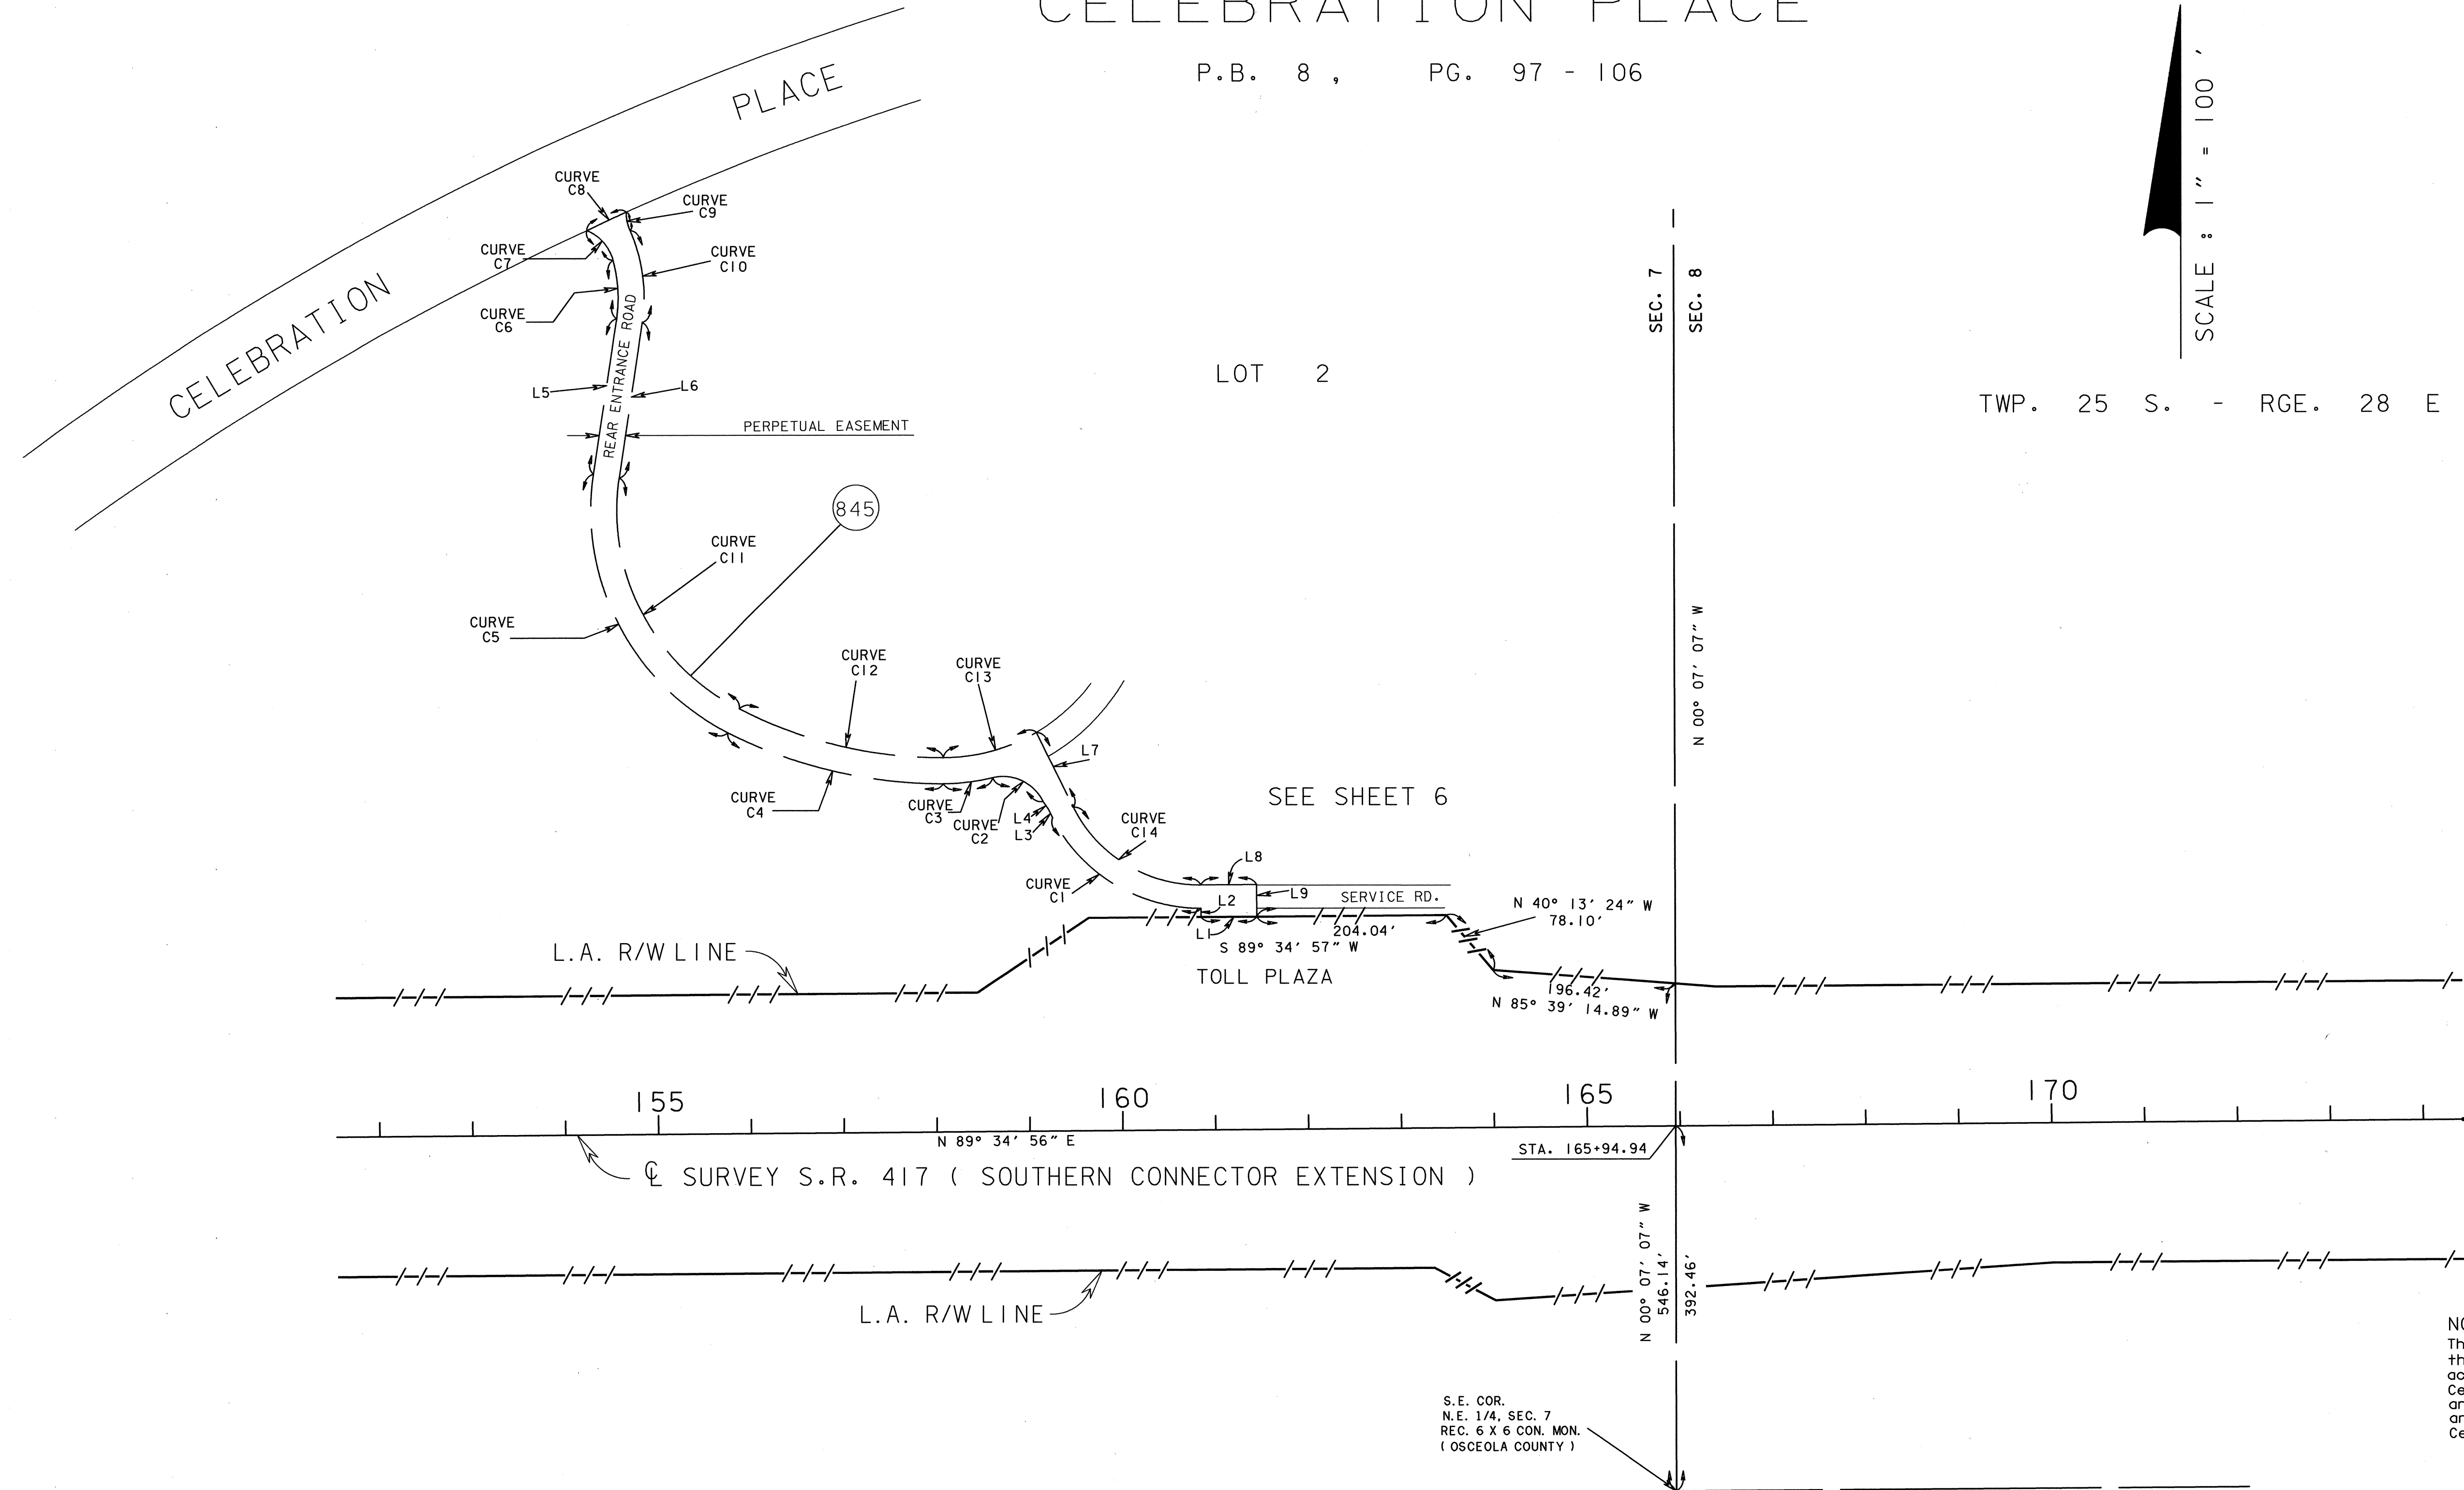 CELEBRATION PLACE
P.B. 8 , PG. 97 - 106
SCALE : 1" = 100 '
TWP. 25 S. - RGE. 28 E
CELEBRATION PLACE
CURVE
C8
CURVE
C9
CURVE
C7
CURVE
C10
CURVE
C6
REAR ENTRANCE ROAD
L5
L6
PERPETUAL EASEMENT
LOT 2
SEC. 7
SEC. 8
845
CURVE
C11
CURVE
C5
CURVE
C12
CURVE
C13
N 00° 07' 07" W
L7
CURVE
C4
CURVE
C3
CURVE
C2
L4
L3
CURVE
C14
SEE SHEET 6
CURVE
C1
L8
L9
L2
SERVICE RD.
L1
204.04'
S 89° 34' 57" W
TOLL PLAZA
N 40° 13' 24" W
78.10'
196.42'
N 85° 39' 14.89" W
L.A. R/W LINE
155
160
165
170
N 89° 34' 56" E
STA. 165+94.94
℄ SURVEY S.R. 417 ( SOUTHERN CONNECTOR EXTENSION )
N 00° 07' 07" W
546.14'
392.46'
L.A. R/W LINE
S.E. COR.
N.E. 1/4, SEC. 7
REC. 6 X 6 CON. MON.
( OSCEOLA COUNTY )